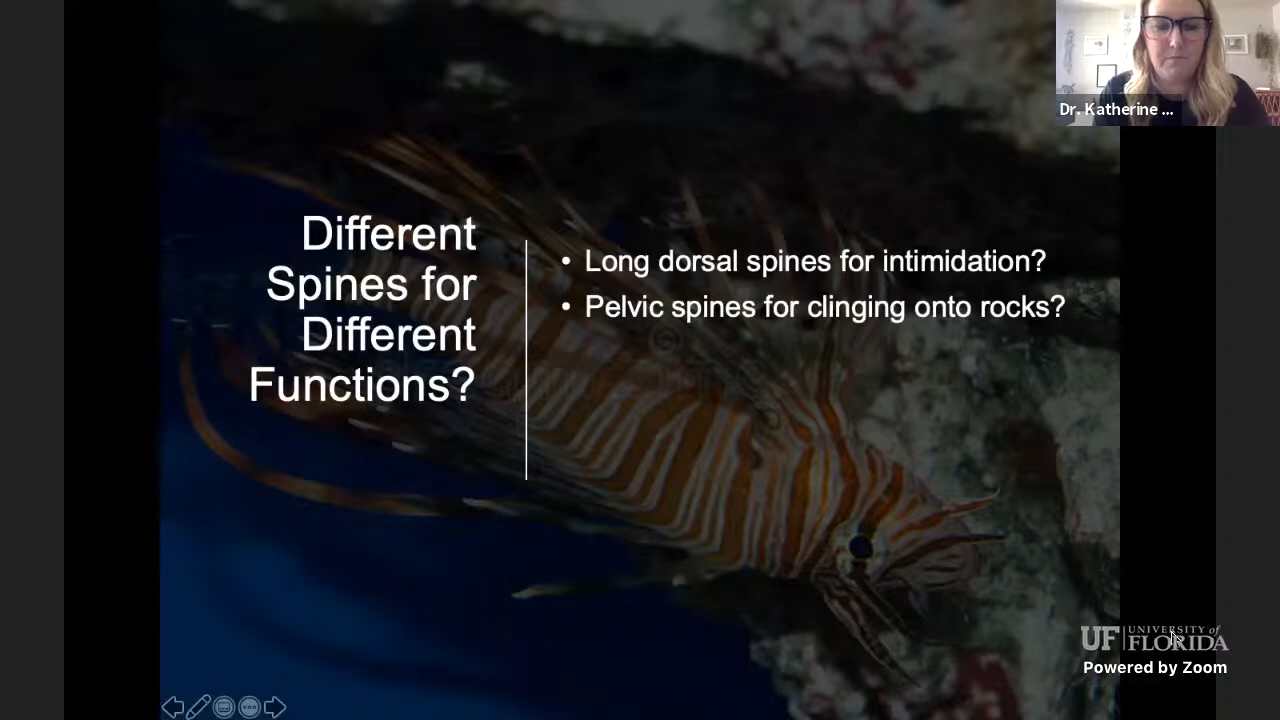 Dr. Katherine ...
Different
Spines for
Different
Functions?
• Long dorsal spines for intimidation?
• Pelvic spines for clinging onto rocks?
UF UNIVERSITY of
FLORIDA
Powered by Zoom